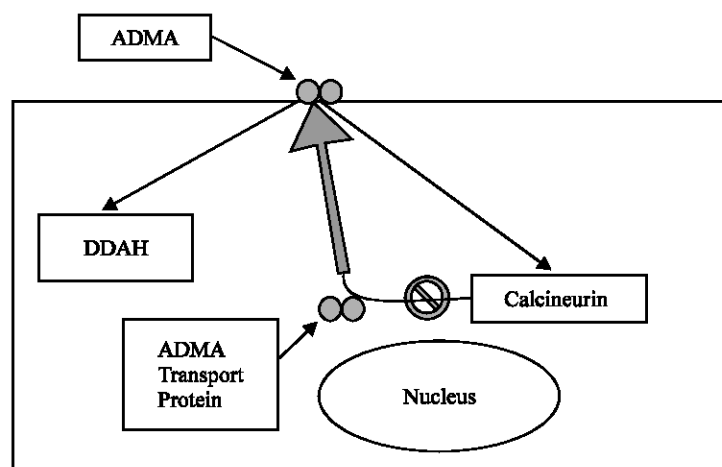 ADMA
DDAH
Calcineurin
ADMA
Transport
Protein
Nucleus